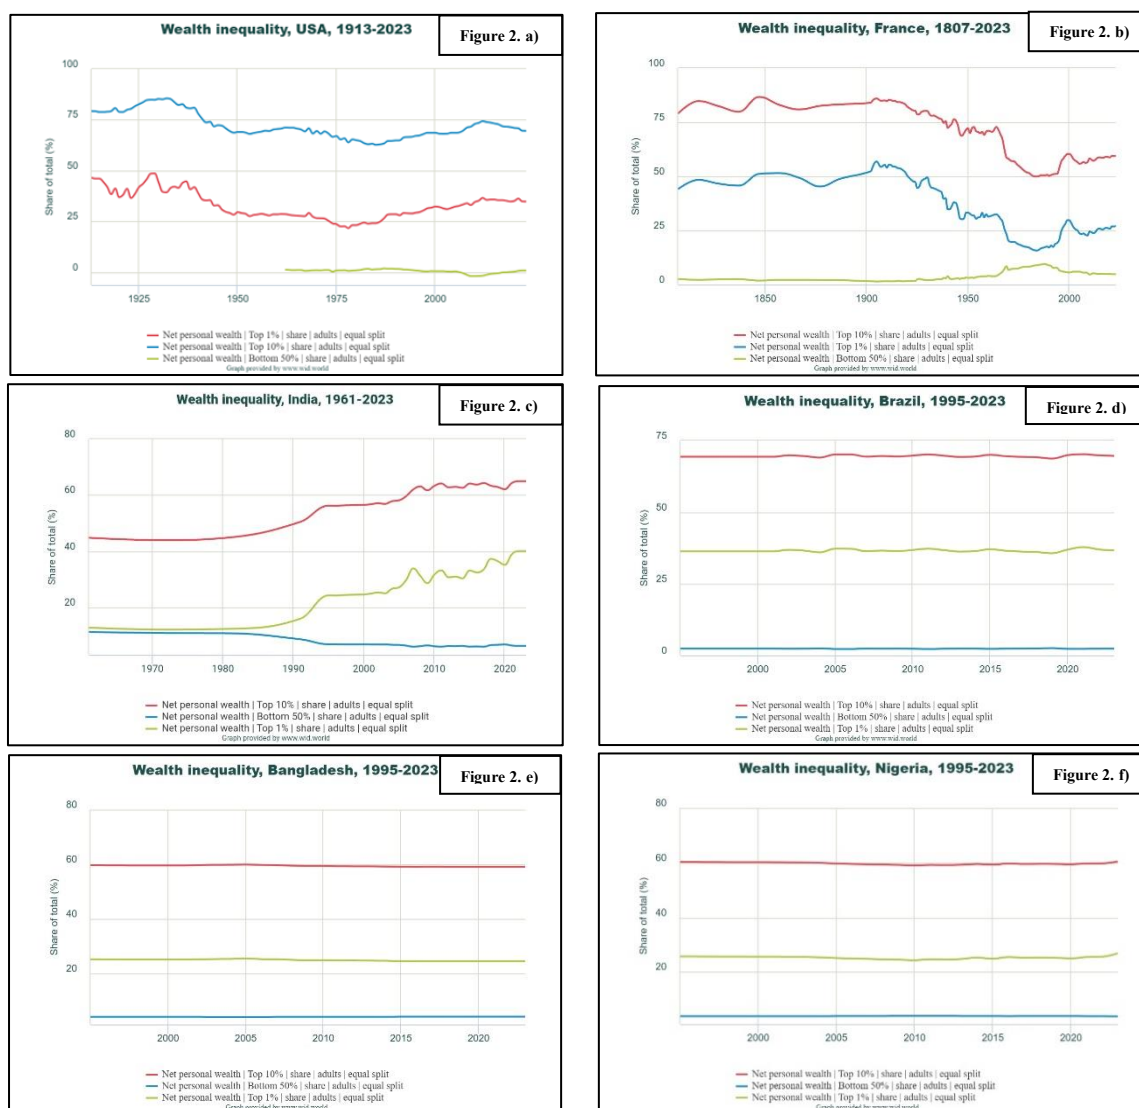 Wealth inequality, USA, 1913-2023
Figure 2. a)
100
75
50
25
0
Share of total (%)
1925
1950
1975
2000
Net personal wealth | Top 1% | share | adults | equal split
Net personal wealth | Top 10% | share | adults | equal split
Net personal wealth | Bottom 50% | share | adults | equal split
Graph provided by www.wid.world
Wealth inequality, France, 1807-2023
Figure 2. b)
100
75
50
25
0
Share of total (%)
1850
1900
1950
2000
Net personal wealth | Top 10% | share | adults | equal split
Net personal wealth | Top 1% | share | adults | equal split
Net personal wealth | Bottom 50% | share | adults | equal split
Graph provided by www.wid.world
Wealth inequality, India, 1961-2023
Figure 2. c)
80
60
40
20
Share of total (%)
1970
1980
1990
2000
2010
2020
Net personal wealth | Top 10% | share | adults | equal split
Net personal wealth | Bottom 50% | share | adults | equal split
Net personal wealth | Top 1% | share | adults | equal split
Graph provided by www.wid.world
Wealth inequality, Brazil, 1995-2023
Figure 2. d)
75
50
25
0
Share of total (%)
2000
2005
2010
2015
2020
Net personal wealth | Top 10% | share | adults | equal split
Net personal wealth | Bottom 50% | share | adults | equal split
Net personal wealth | Top 1% | share | adults | equal split
Graph provided by www.wid.world
Wealth inequality, Bangladesh, 1995-2023
Figure 2. e)
80
60
40
20
Share of total (%)
2000
2005
2010
2015
2020
Net personal wealth | Top 10% | share | adults | equal split
Net personal wealth | Bottom 50% | share | adults | equal split
Net personal wealth | Top 1% | share | adults | equal split
Graph provided by www.wid.world
Wealth inequality, Nigeria, 1995-2023
Figure 2. f)
80
60
40
20
Share of total (%)
2000
2005
2010
2015
2020
Net personal wealth | Top 10% | share | adults | equal split
Net personal wealth | Bottom 50% | share | adults | equal split
Net personal wealth | Top 1% | share | adults | equal split
Graph provided by www.wid.world